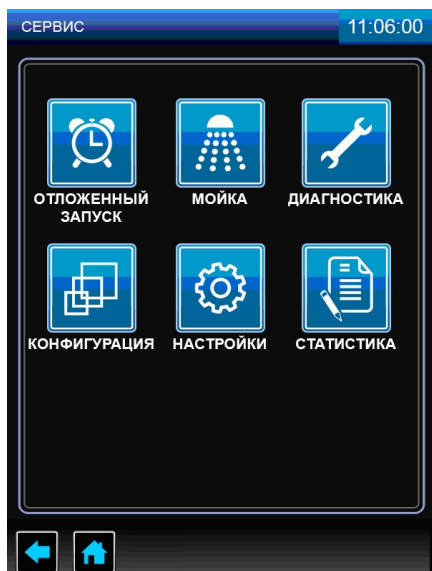 СЕРВИС 11:06:00
ОТЛОЖЕННЫЙ
ЗАПУСК
МОЙКА
ДИАГНОСТИКА
КОНФИГУРАЦИЯ
НАСТРОЙКИ
СТАТИСТИКА